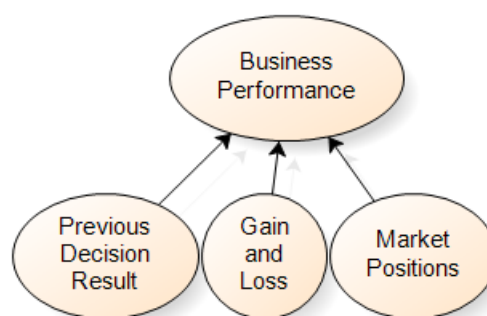 Business
Performance
Previous
Decision
Result
Gain
and
Loss
Market
Positions